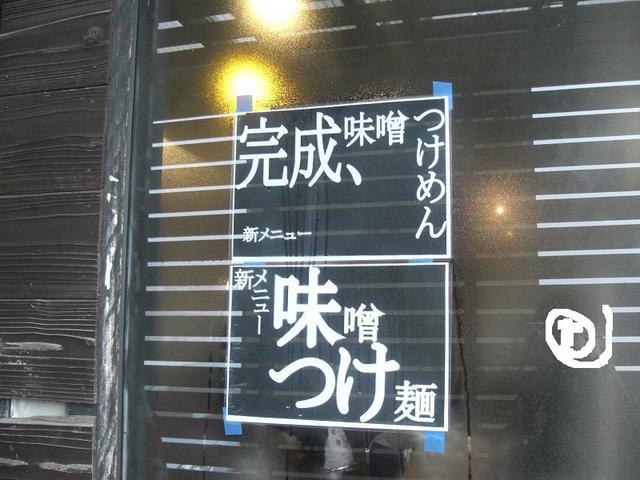 完成、味噌
つけめん
新メニュー
新メニュー
味噌
つけ麺